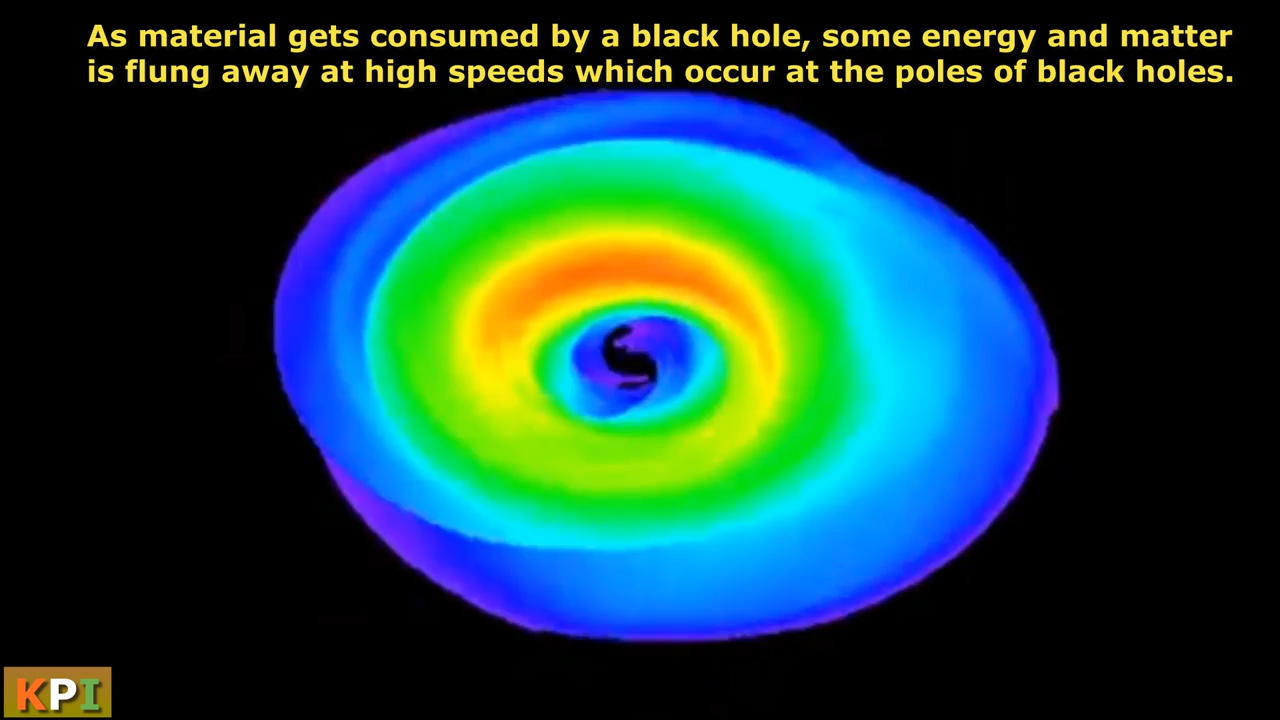 As material gets consumed by a black hole, some energy and matter
is flung away at high speeds which occur at the poles of black holes.
KPI